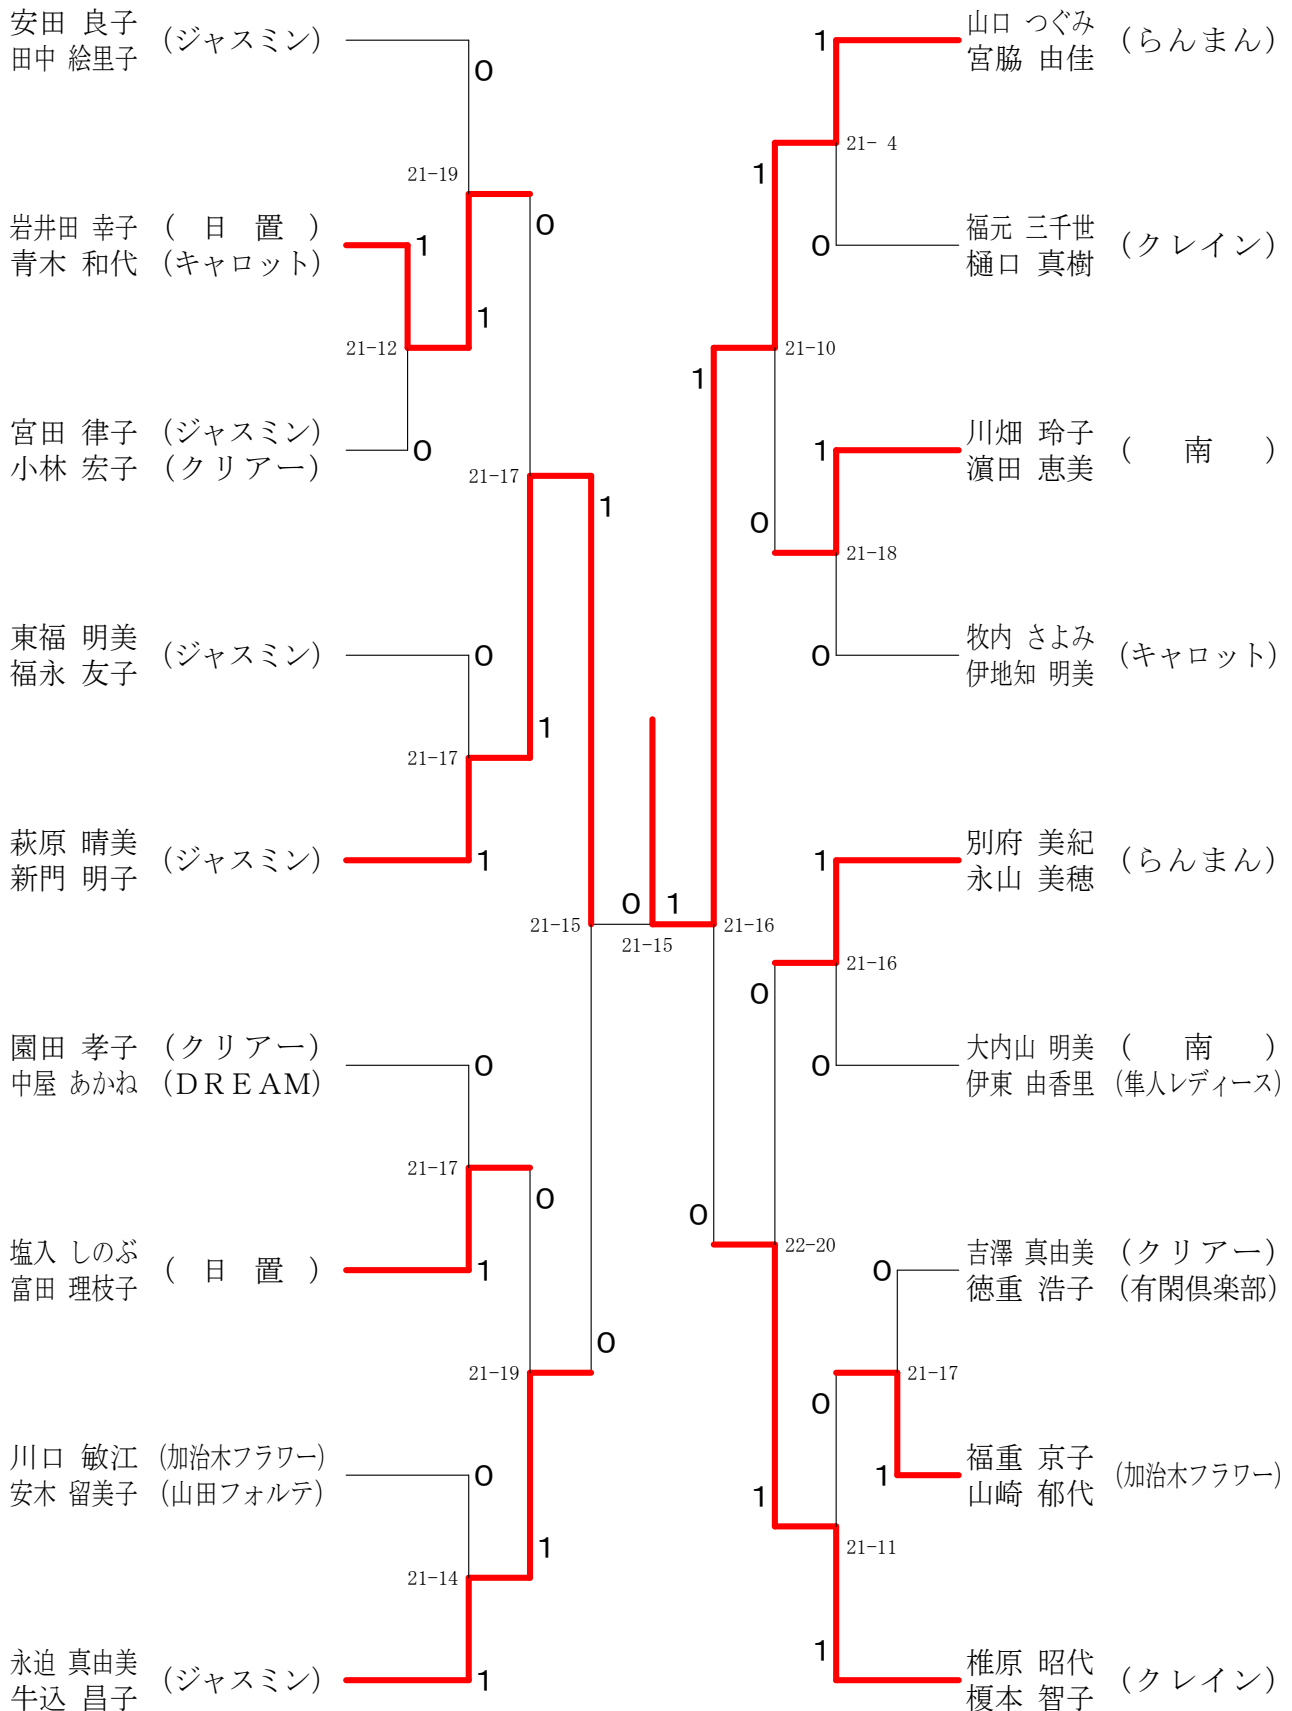 安田 良子 (ジャスミン)
田中 絵里子
0
21-19
岩井田 幸子 ( 日 置 )
青木 和代 (キャロット)
1
0
1
21-12
宮田 律子 (ジャスミン)
小林 宏子 (クリアー)
0
21-17
1
東福 明美 (ジャスミン)
福永 友子
0
1
21-17
萩原 晴美 (ジャスミン)
新門 明子
1
21-15
園田 孝子 (クリアー)
中屋 あかね (DREAM)
0
21-17
0
塩入 しのぶ ( 日 置 )
富田 理枝子
1
0
21-19
川口 敏江 (加治木フラワー)
安木 留美子 (山田フォルテ)
0
1
21-14
永迫 真由美 (ジャスミン)
牛込 昌子
1
0 1
21-15
山口 つぐみ (らんまん)
宮脇 由佳
1
21- 4
1
福元 三千世 (クレイン)
樋口 真樹
0
21-10
1
川畑 玲子 ( 南 )
濵田 恵美
1
0
21-18
牧内 さよみ (キャロット)
伊地知 明美
0
別府 美紀 (らんまん)
永山 美穂
1
21-16
21-16
0
大内山 明美 ( 南 )
伊東 由香里 (隼人レディース)
0
0
22-20
吉澤 真由美 (クリアー)
徳重 浩子 (有閑倶楽部)
0
21-17
0
福重 京子 (加治木フラワー)
山崎 郁代
1
1
21-11
椎原 昭代 (クレイン)
榎本 智子
1